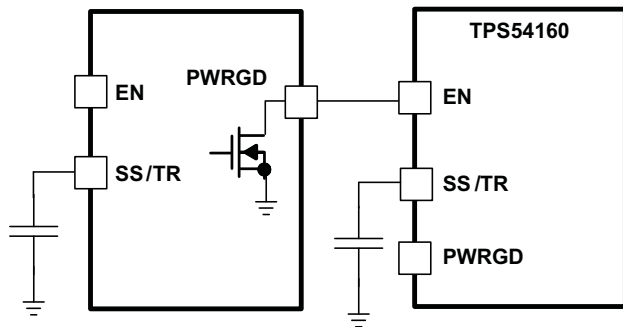 PWRGD
EN
SS/TR
TPS54160
EN
SS/TR
PWRGD